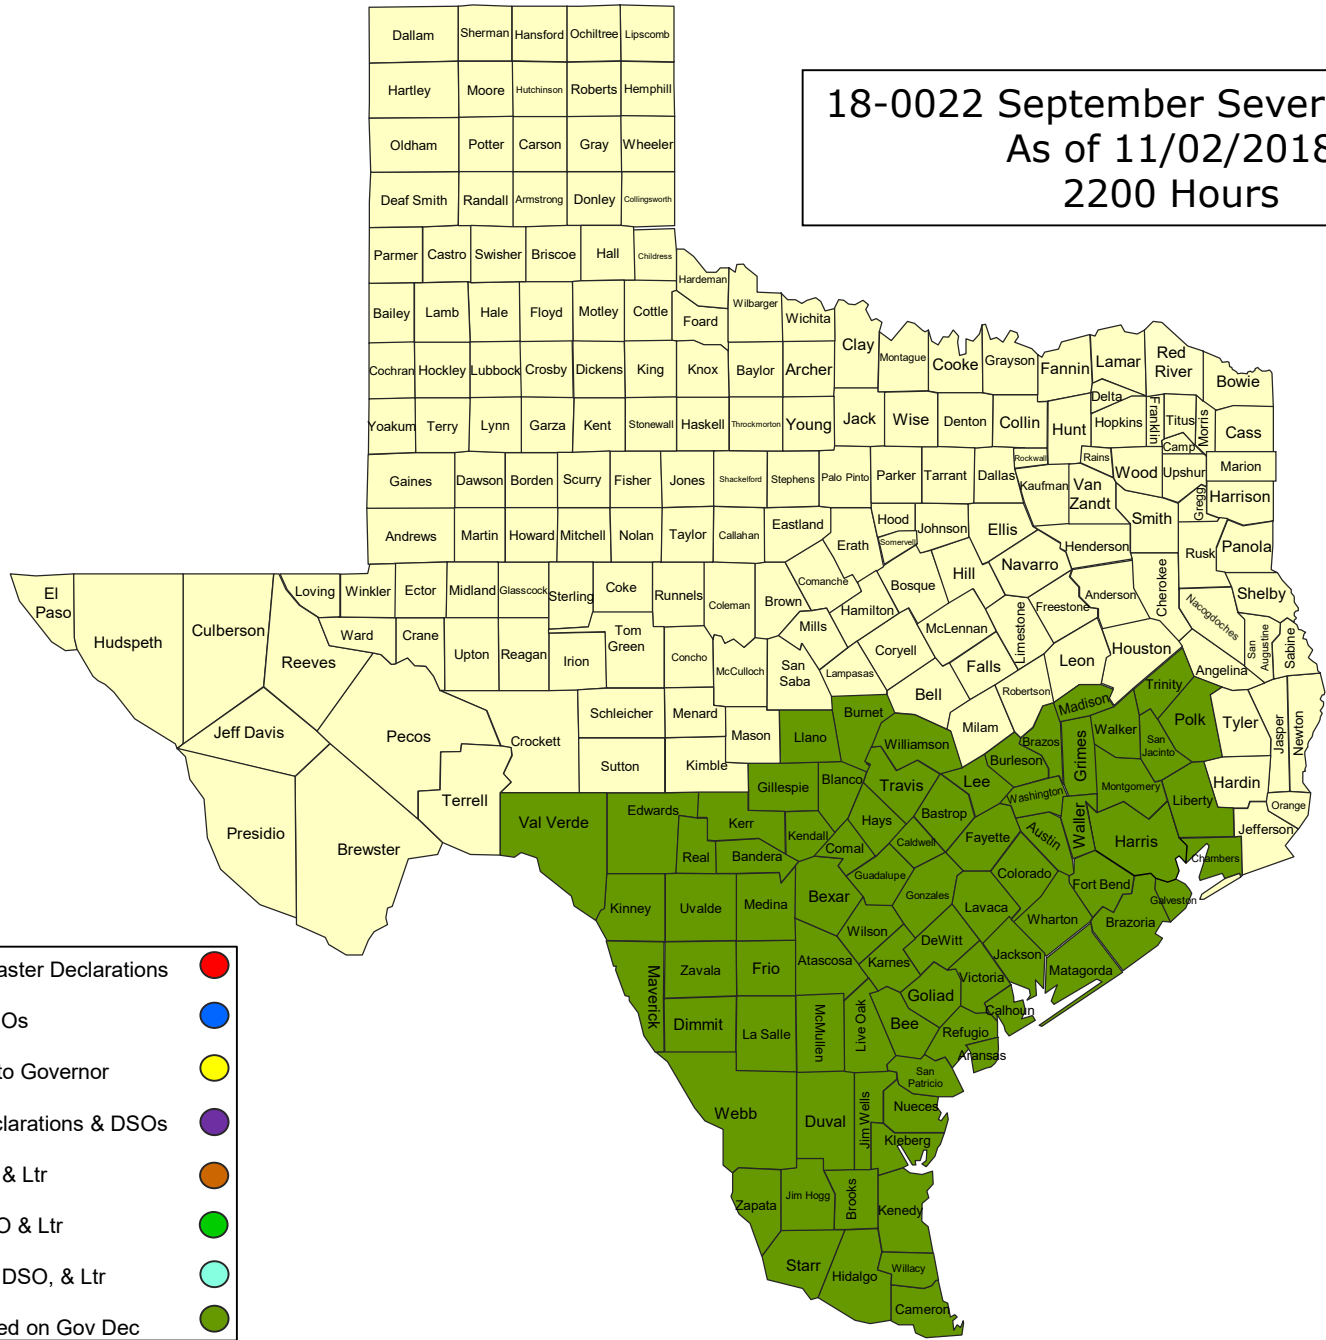 Dallam Sherman Hansford Ochiltree Lipscomb
Hartley Moore Hutchinson Roberts Hemphill
18-0022 September Sever
As of 11/02/2018
2200 Hours
Oldham Potter Carson Gray Wheeler
Deaf Smith Randall Armstrong Donley Collingsworth
Parmer Castro Swisher Briscoe Hall Childress
Hardeman
Bailey Lamb Hale Floyd Motley Cottle Foard Wilbarger Wichita
Clay Montague Cooke Grayson Fannin Lamar Red
River
Bowie
Cochran Hockley Lubbock Crosby Dickens King Knox Baylor Archer
Delta
Yoakum Terry Lynn Garza Kent Stonewall Haskell Throckmorton Young Jack Wise Denton Collin Hunt Hopkins Franklin Titus Morris Cass
Camp
Rockwall Rains
Gaines Dawson Borden Scurry Fisher Jones Shackelford Stephens Palo Pinto Parker Tarrant Dallas Kaufman Van
Zandt
Wood Upshur Marion
Gregg Harrison
Andrews Martin Howard Mitchell Nolan Taylor Callahan Eastland Erath Hood Somervell Johnson Ellis Henderson Smith Rusk Panola
El
Paso
Hudspeth Culberson Reeves Loving Winkler Ector Midland Glasscock Sterling Coke Runnels Coleman Brown Comanche Hamilton Bosque Hill Navarro Freestone Anderson Cherokee Nacogdoches Shelby
Ward Crane Upton Reagan Irion Tom
Green
Concho McCulloch San
Saba
Mills Lampasas Coryell McLennan Limestone Falls Leon Houston Angelina San
Augustine
Sabine
Bell Robertson Milam Madison Trinity Polk Tyler Jasper Newton
Jeff Davis Pecos Crockett Schleicher Menard Mason Llano Burnet Williamson Brazos Grimes Walker San
Jacinto
Sutton Kimble Gillespie Blanco Travis Lee Burleson Washington Montgomery Liberty Hardin Orange
Presidio Brewster Terrell Val Verde Edwards Kerr Kendall Hays Bastrop Caldwell Fayette Austin Waller Harris Chambers Jefferson
Real Bandera Comal Guadalupe Gonzales Colorado Fort Bend Galveston
Kinney Uvalde Medina Bexar Wilson Lavaca Wharton Brazoria
Maverick Zavala Frio Atascosa Karnes DeWitt Jackson Matagorda
Dimmit La Salle McMullen Live Oak Bee Goliad Victoria Calhoun
Refugio Aransas
San
Patricio
Webb Duval Jim Wells Nueces
Kleberg
Zapata Jim Hogg Brooks Kenedy
Starr Hidalgo Willacy
Cameron
aster Declarations
Os
to Governor
clarations & DSOs
& Ltr
O & Ltr
DSO, & Ltr
ed on Gov Dec